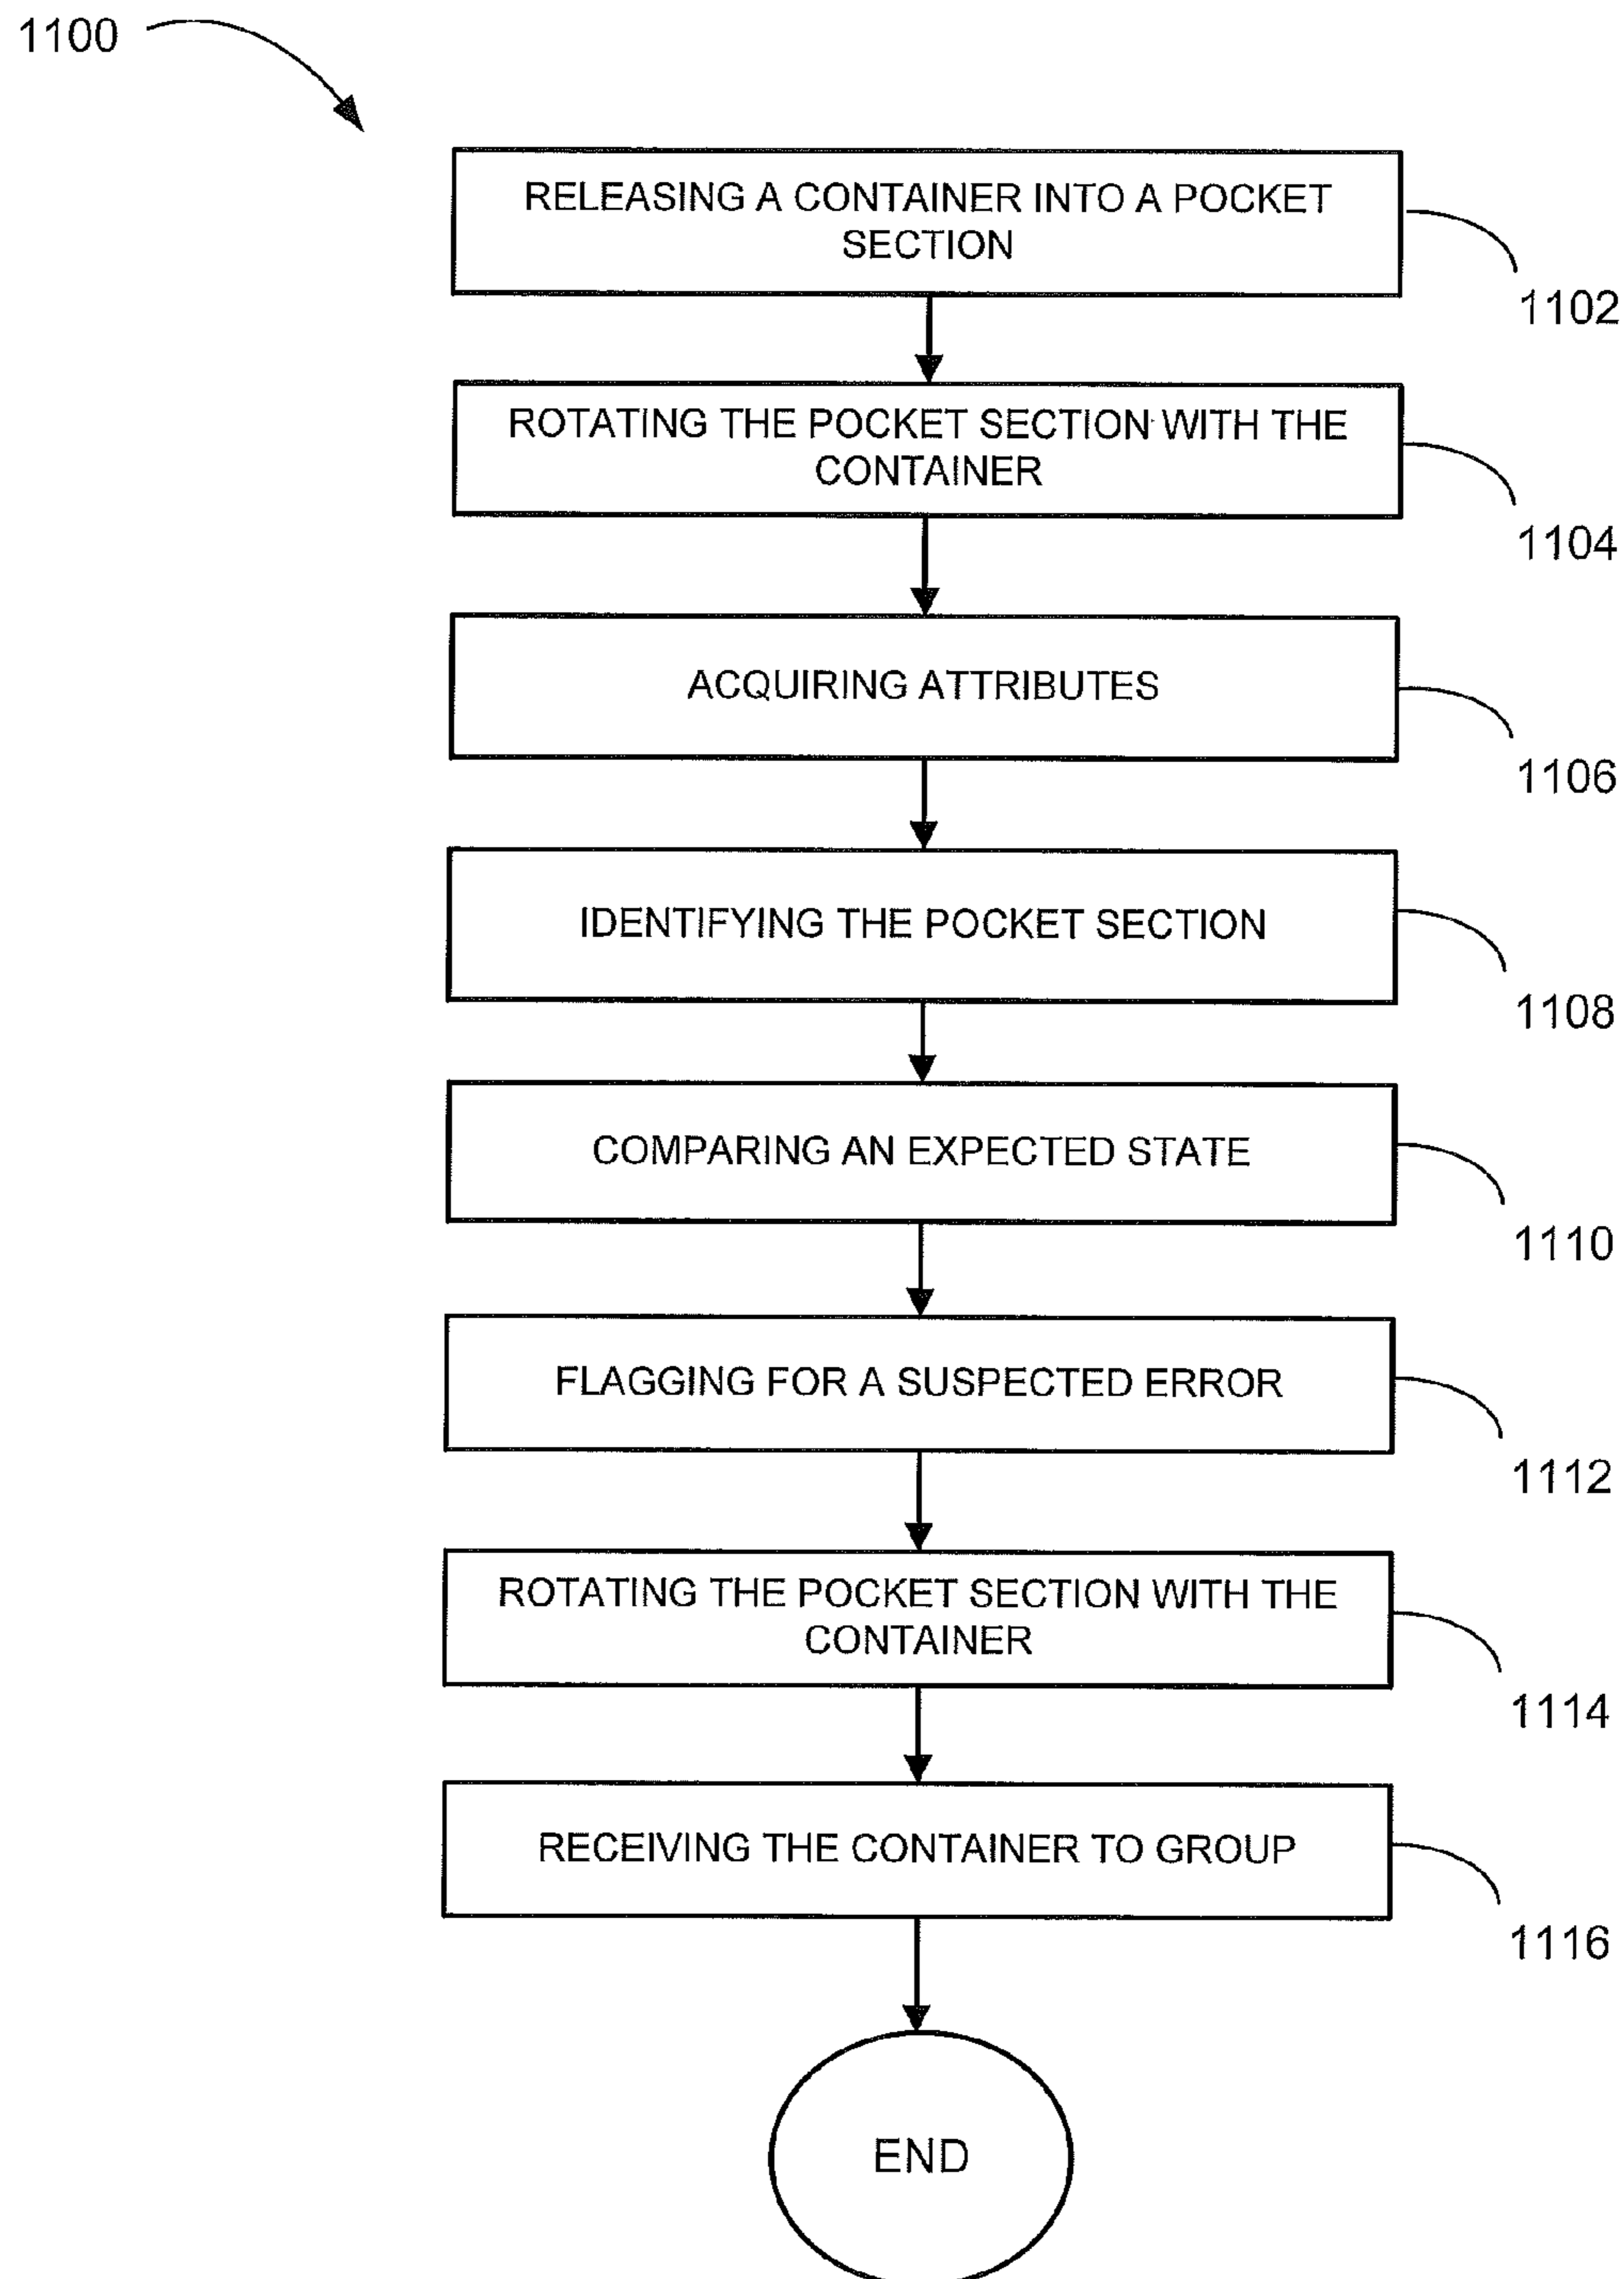 1100
RELEASING A CONTAINER INTO A POCKET
SECTION
1102
ROTATING THE POCKET SECTION WITH THE
CONTAINER
1104
ACQUIRING ATTRIBUTES
1106
IDENTIFYING THE POCKET SECTION
1108
COMPARING AN EXPECTED STATE
1110
FLAGGING FOR A SUSPECTED ERROR
1112
ROTATING THE POCKET SECTION WITH THE
CONTAINER
1114
RECEIVING THE CONTAINER TO GROUP
1116
END